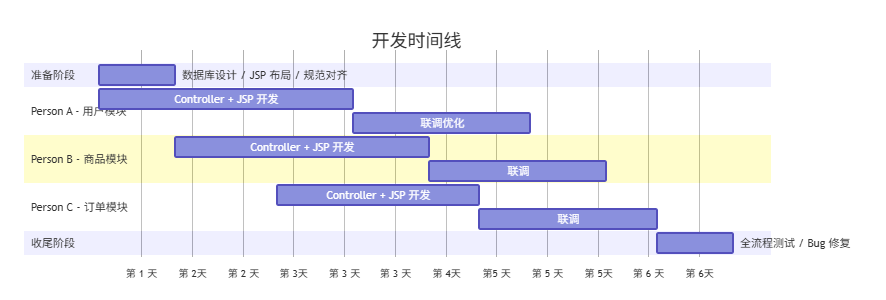 开发时间线
准备阶段
数据库设计 / JSP 布局 / 规范对齐
Person A - 用户模块
Controller + JSP 开发
联调优化
Person B - 商品模块
Controller + JSP 开发
联调
Person C - 订单模块
Controller + JSP 开发
联调
收尾阶段
全流程测试 / Bug 修复
第 1 天 第 2天 第 2 天 第 3天 第 3 天 第 3 天 第 4天 第5 天 第 5 天 第 5天 第 6 天 第 6天